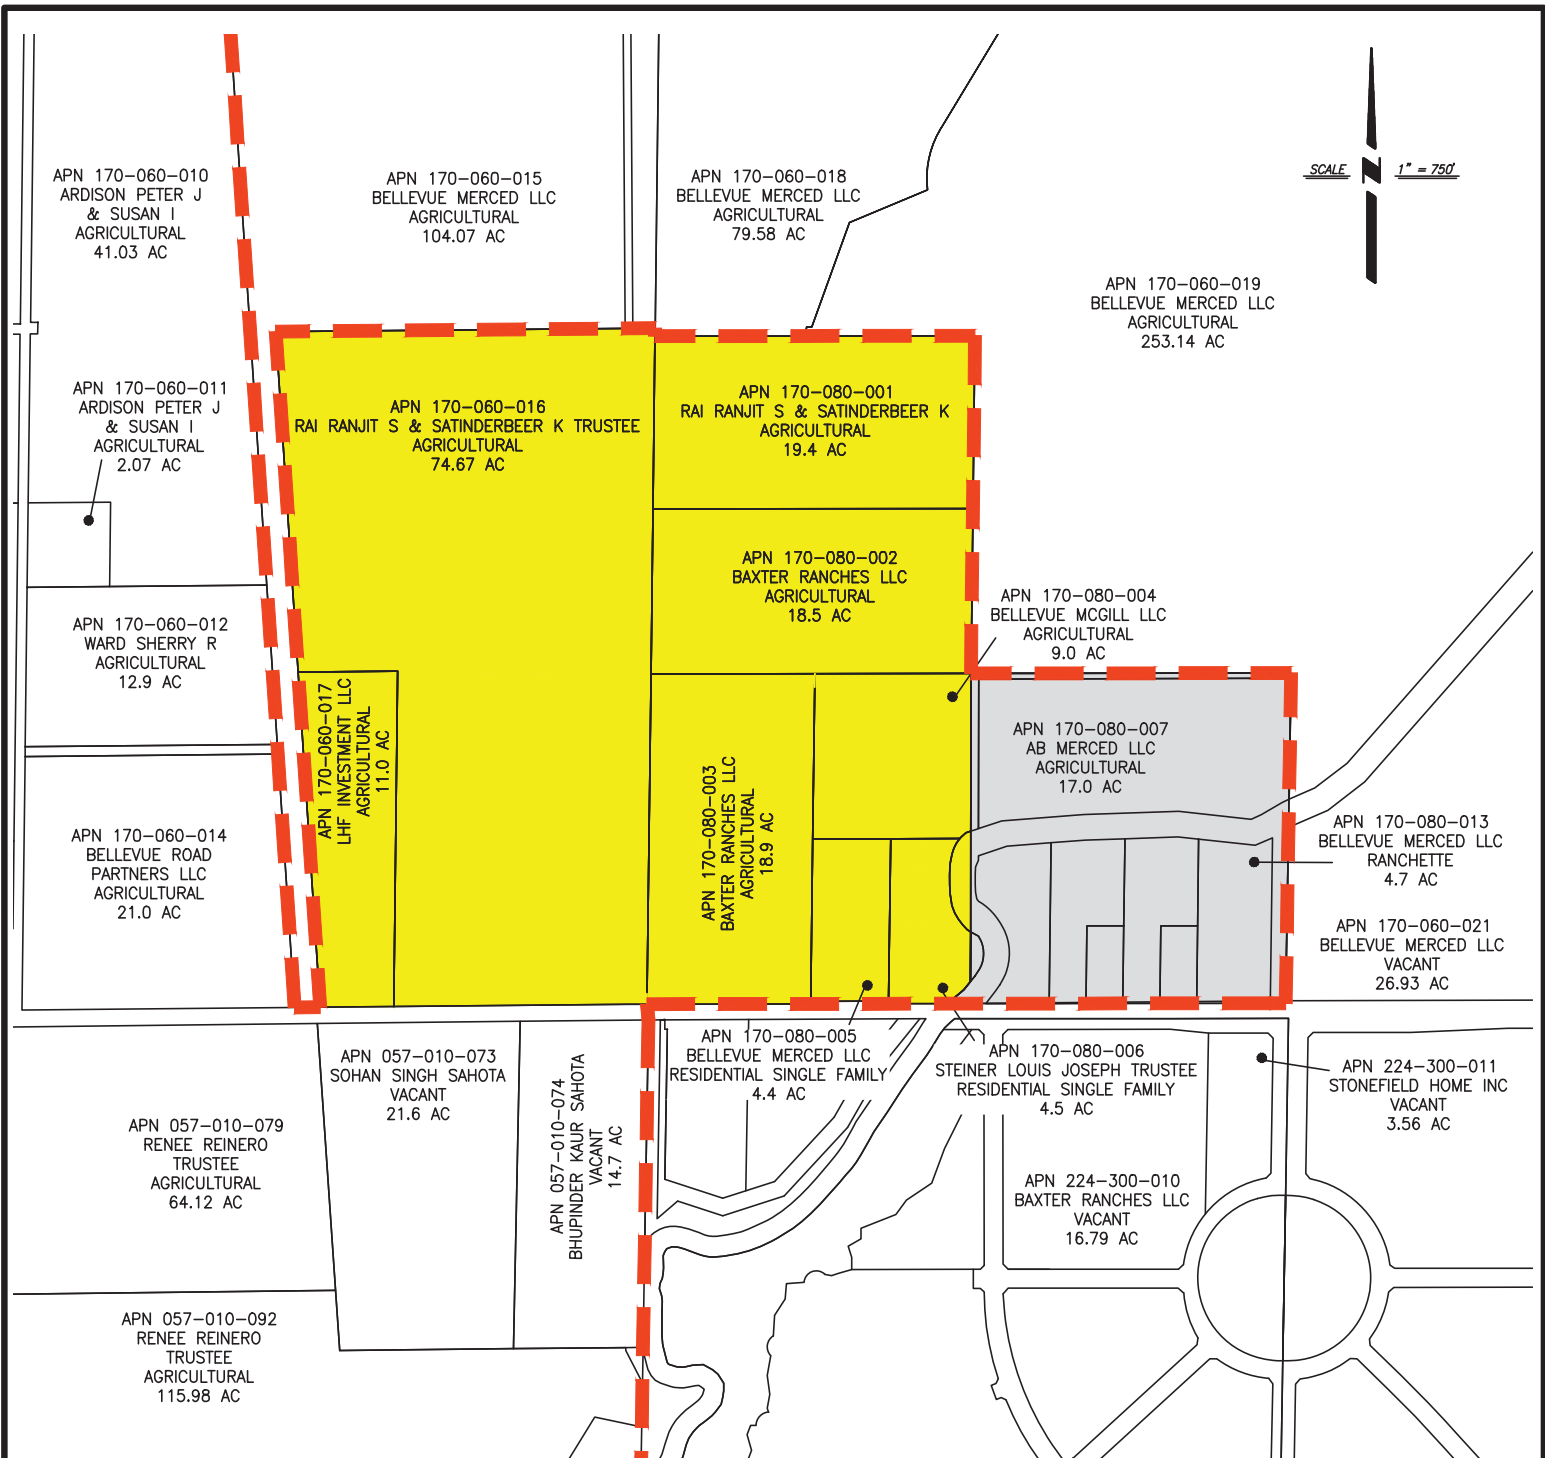 APN 170-060-010
ARDISON PETER J
& SUSAN I
AGRICULTURAL
41.03 AC
APN 170-060-015
BELLEVUE MERCED LLC
AGRICULTURAL
104.07 AC
APN 170-060-018
BELLEVUE MERCED LLC
AGRICULTURAL
79.58 AC
SCALE N 1" = 750'
APN 170-060-019
BELLEVUE MERCED LLC
AGRICULTURAL
253.14 AC
APN 170-060-011
ARDISON PETER J
& SUSAN I
AGRICULTURAL
2.07 AC
APN 170-060-016
RAI RANJIT S & SATINDERBEER K TRUSTEE
AGRICULTURAL
74.67 AC
APN 170-080-001
RAI RANJIT S & SATINDERBEER K
AGRICULTURAL
19.4 AC
APN 170-080-002
BAXTER RANCHES LLC
AGRICULTURAL
18.5 AC
APN 170-080-004
BELLEVUE MCGILL LLC
AGRICULTURAL
9.0 AC
APN 170-060-012
WARD SHERRY R
AGRICULTURAL
12.9 AC
APN 170-060-017
LHF INVESTMENT LLC
AGRICULTURAL
11.0 AC
APN 170-080-003
BAXTER RANCHES LLC
AGRICULTURAL
18.9 AC
APN 170-080-007
AB MERCED LLC
AGRICULTURAL
17.0 AC
APN 170-060-014
BELLEVUE ROAD
PARTNERS LLC
AGRICULTURAL
21.0 AC
APN 170-080-013
BELLEVUE MERCED LLC
RANCHETTE
4.7 AC
APN 170-060-021
BELLEVUE MERCED LLC
VACANT
26.93 AC
APN 057-010-073
SOHAN SINGH SAHOTA
VACANT
21.6 AC
APN 057-010-074
BHUPINDER KAUR SAHOTA
VACANT
14.7 AC
APN 170-080-005
BELLEVUE MERCED LLC
RESIDENTIAL SINGLE FAMILY
4.4 AC
APN 170-080-006
STEINER LOUIS JOSEPH TRUSTEE
RESIDENTIAL SINGLE FAMILY
4.5 AC
APN 224-300-011
STONEFIELD HOME INC
VACANT
3.56 AC
APN 057-010-079
RENEE REINERO
TRUSTEE
AGRICULTURAL
64.12 AC
APN 224-300-010
BAXTER RANCHES LLC
VACANT
16.79 AC
APN 057-010-092
RENEE REINERO
TRUSTEE
AGRICULTURAL
115.98 AC